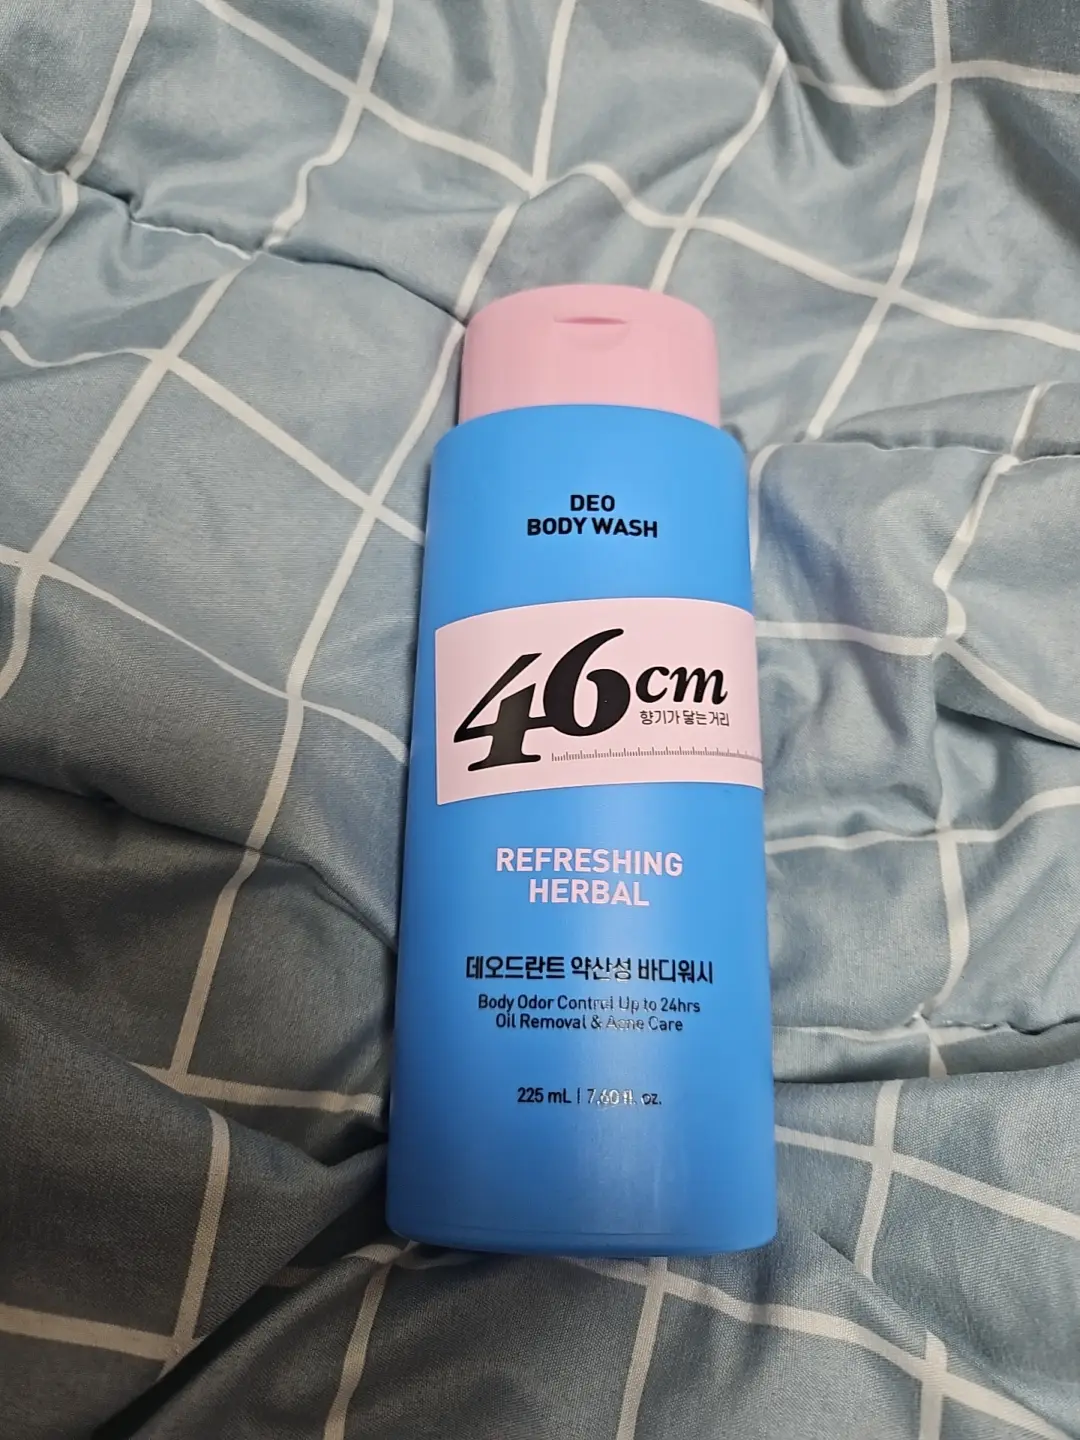 DEO
BODY WASH
46cm
향기가 닿는 거리
REFRESHING
HERBAL
데오드란트 약산성 바디워시
Body Odor Control Up to 24hrs
Oil Removal & Acne Care
225 mL | 7.60 fl. oz.